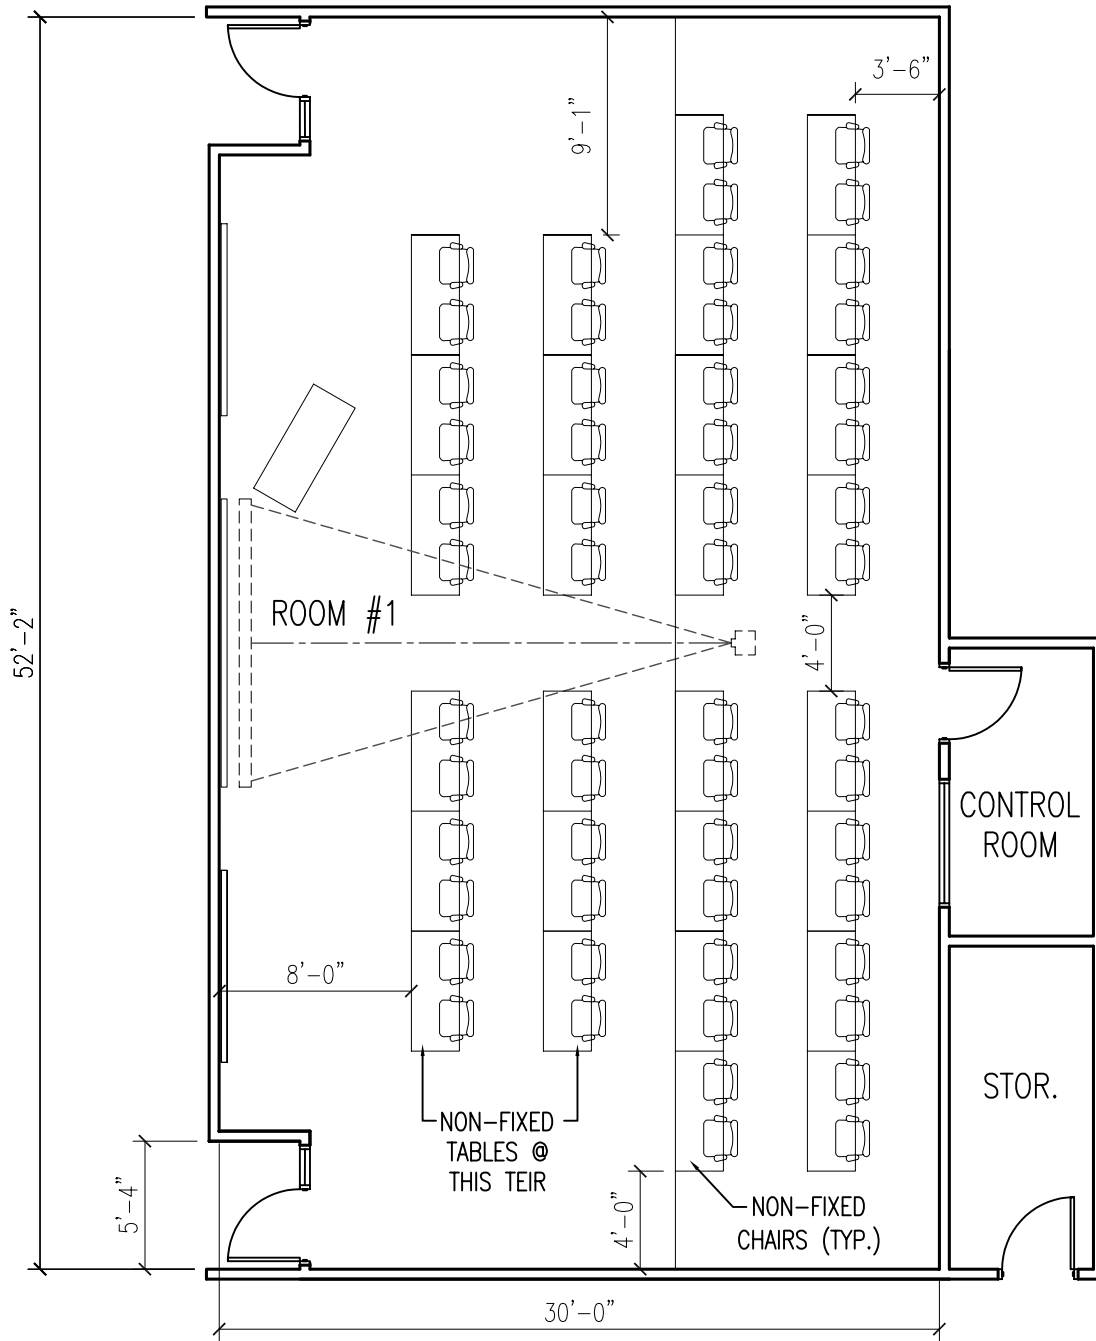 3'-6"
9'-1"
ROOM #1
52'-2"
4'-0"
CONTROL
ROOM
8'-0"
STOR.
NON-FIXED
TABLES @
THIS TEIR
5'-4"
4'-0"
NON-FIXED
CHAIRS (TYP.)
30'-0"